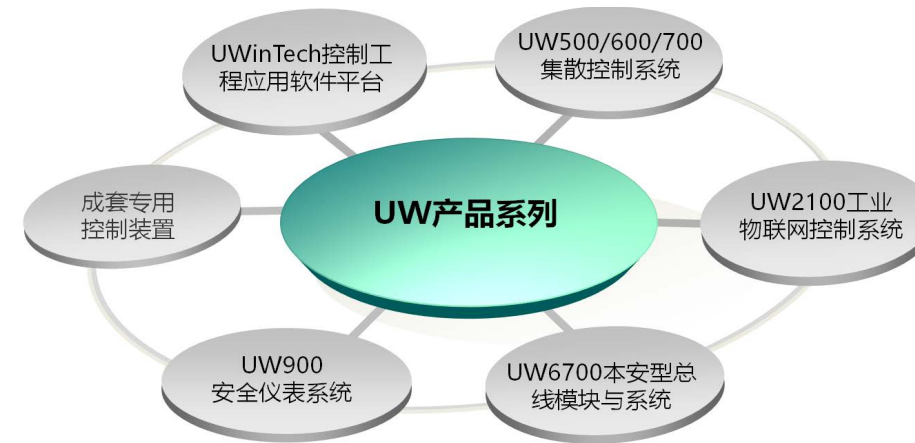 UWinTech控制工
程应用软件平台
UW500/600/700
集散控制系统
成套专用
控制装置
UW产品系列
UW2100工业
物联网控制系统
UW900
安全仪表系统
UW6700本安型总
线模块与系统